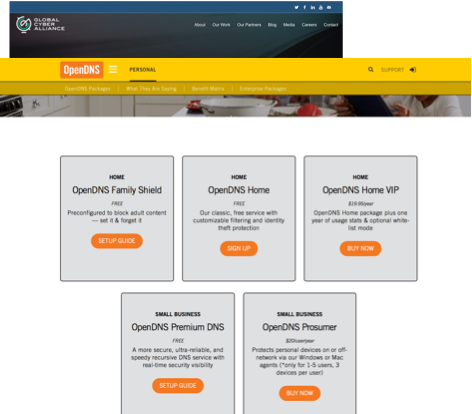 GLOBAL
CYBER
ALLIANCE
About Our Work Our Partners Blog Media Careers Contact
OpenDNS
PERSONAL
SUPPORT
OpenDNS Packages | What They Are Saying | Benefit Matrix | Enterprise Packages
HOME
OpenDNS Family Shield
FREE
Preconfigured to block adult content
— set it & forget it
SETUP GUIDE
HOME
OpenDNS Home
FREE
Our classic, free service with
customizable filtering and identity
theft protection
SIGN UP
HOME
OpenDNS Home VIP
$19.95/year
OpenDNS Home package plus one
year of usage stats & optional white-
list mode
BUY NOW
SMALL BUSINESS
OpenDNS Premium DNS
FREE
A more secure, ultra-reliable, and
speedy recursive DNS service with
real-time security visibility
SETUP GUIDE
SMALL BUSINESS
OpenDNS Prosumer
$20/user/year
Protects personal devices on or off-
network via our Windows or Mac
agents (*only for 1-5 users, 3
devices per user)
BUY NOW